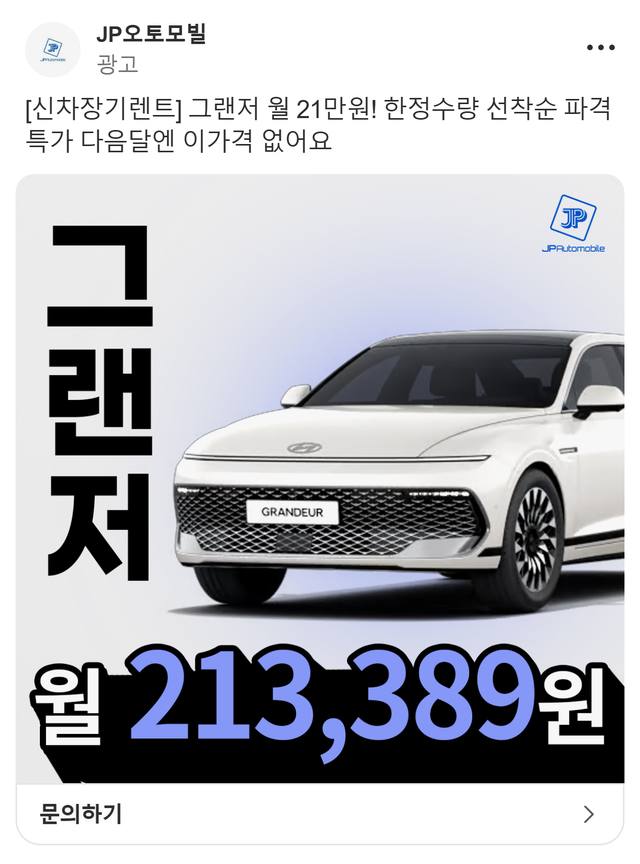 JP오토모빌
광고
[신차장기렌트] 그랜저 월 21만원! 한정수량 선착순 파격
특가 다음달엔 이가격 없어요
JP
JPAutomobile
그랜저
GRANDEUR
월 213,389원
문의하기